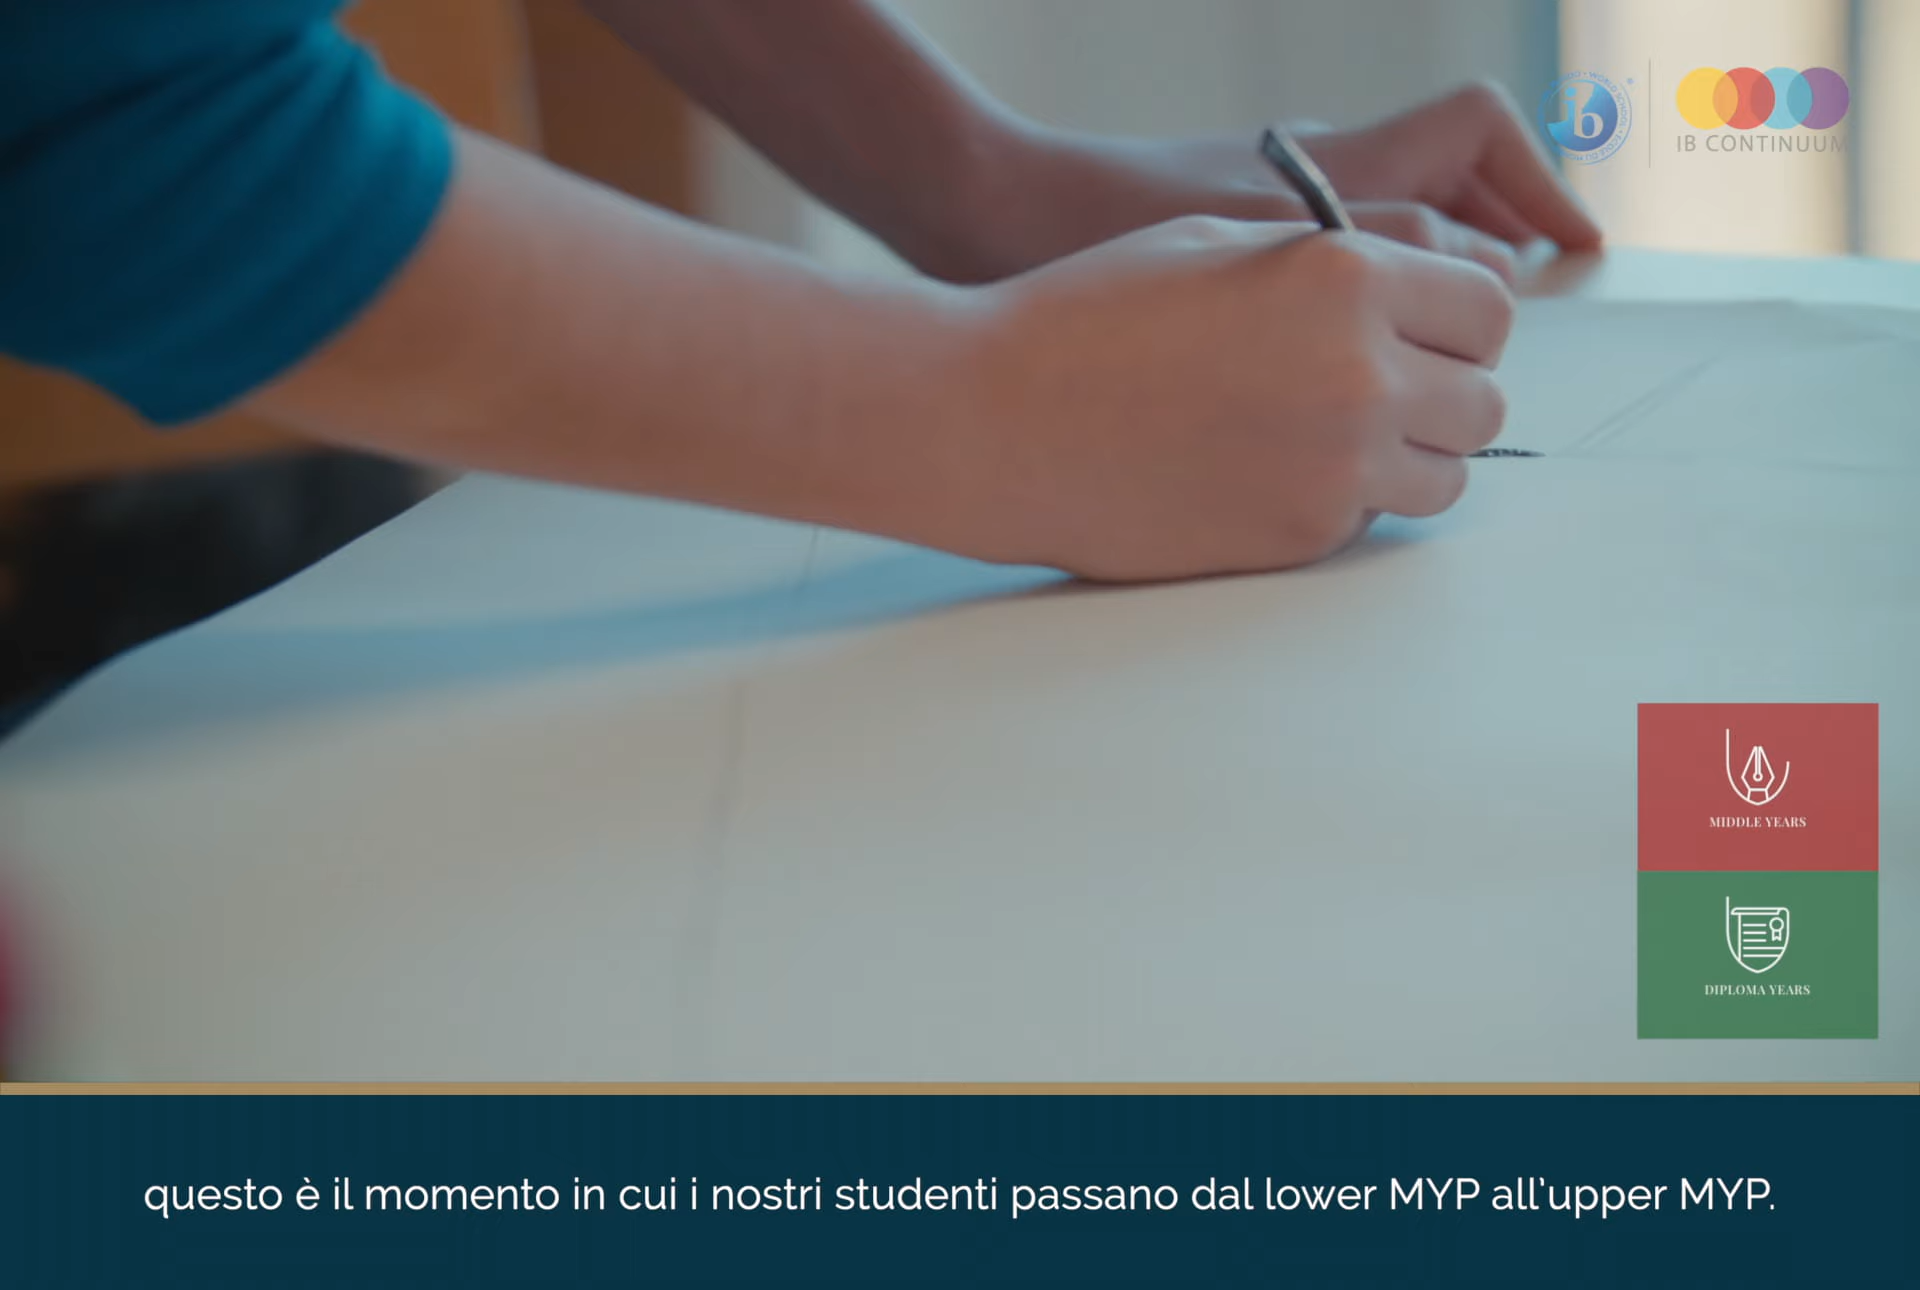 ib
IB CONTINUUM
MIDDLE YEARS
DIPLOMA YEARS
questo è il momento in cui i nostri studenti passano dal lower MYP all'upper MYP.